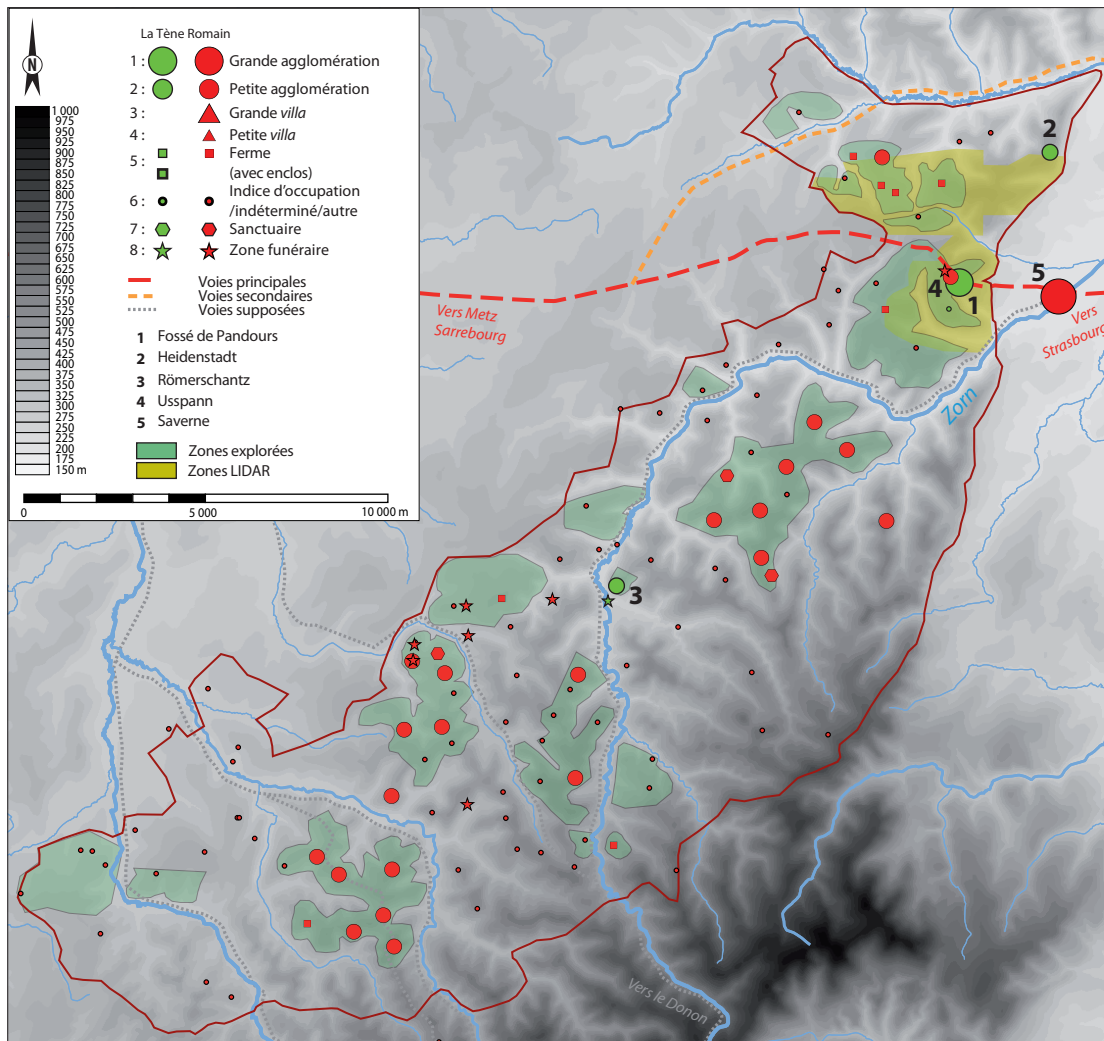 La Tène Romain
1 : Grande agglomération
2 : Petite agglomération
3 : Grande villa
4 : Petite villa
5 : Ferme
(avec enclos)
6 : Indice d'occupation
/indéterminé/autre
7 : Sanctuaire
8 : Zone funéraire
Voies principales
Voies secondaires
Voies supposées
1 Fossé de Pandours
2 Heidenstadt
3 Römerschantz
4 Usspann
5 Saverne
Zones explorées
Zones LIDAR
0 5 000 10 000 m
N
1 000
975
950
925
900
875
850
825
800
775
750
725
700
675
650
625
600
575
550
525
500
475
450
425
400
375
350
325
300
275
250
225
200
175
150 m
2
5
4
1
Vers Metz
Sarrebourg
Vers
Strasbourg
Zorn
3
Vers le Donon